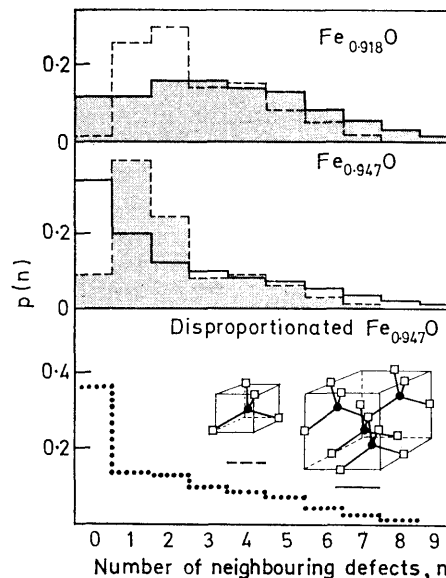 Fe0·918O
0·2
0
Fe0·947O
0·2
0
p(n)
Disproportionated Fe0·947O
0·4
0·2
0 1 2 3 4 5 6 7 8 9
Number of neighbouring defects, n